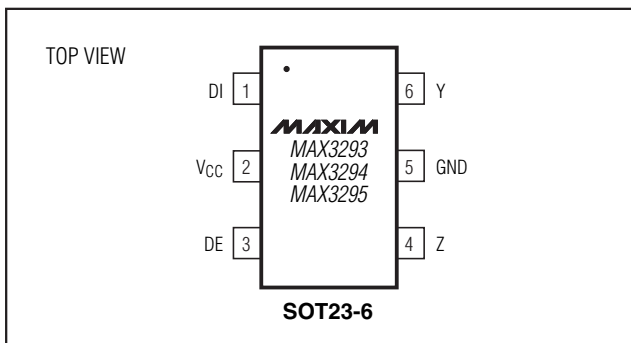 TOP VIEW
DI 1
6 Y
MAXIM
MAX3293
MAX3294
MAX3295
VCC 2
5 GND
DE 3
4 Z
SOT23-6